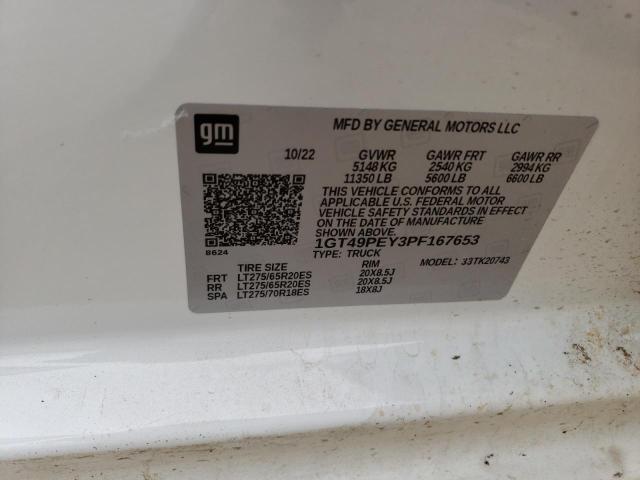 gm
MFD BY GENERAL MOTORS LLC
10/22 GVWR GAWR FRT GAWR RR
5148 KG 2540 KG 2994 KG
11350 LB 5600 LB 6600 LB
THIS VEHICLE CONFORMS TO ALL
APPLICABLE U.S. FEDERAL MOTOR
VEHICLE SAFETY STANDARDS IN EFFECT
ON THE DATE OF MANUFACTURE
SHOWN ABOVE.
8624
1GT49PEY3PF167653
TYPE: TRUCK MODEL: 33TK20743
TIRE SIZE RIM
FRT LT275/65R20ES 20X8.5J
RR LT275/65R20ES 20X8.5J
SPA LT275/70R18ES 18X8J